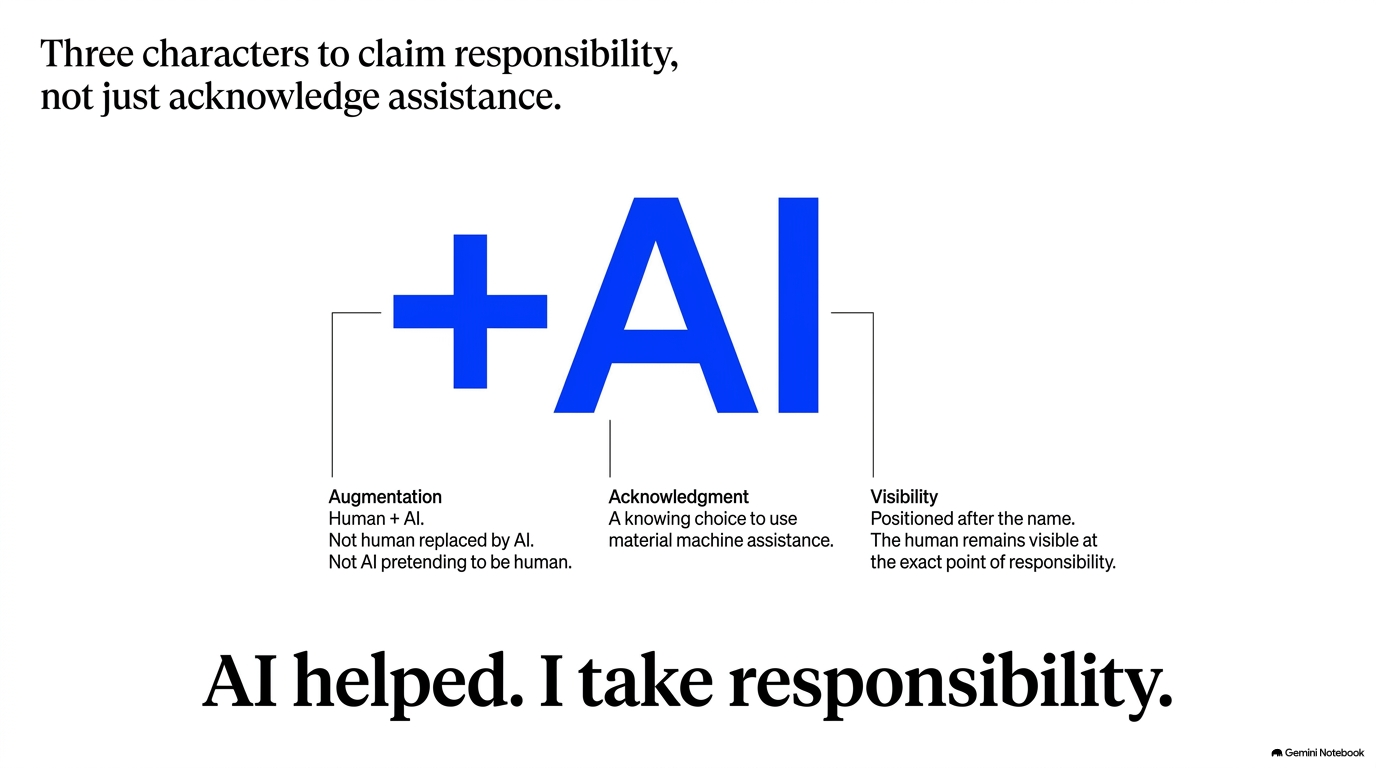 Three characters to claim responsibility,
not just acknowledge assistance.
+AI
Augmentation
Human + AI.
Not human replaced by AI.
Not AI pretending to be human.
Acknowledgment
A knowing choice to use
material machine assistance.
Visibility
Positioned after the name.
The human remains visible at
the exact point of responsibility.
AI helped. I take responsibility.
Gemini Notebook